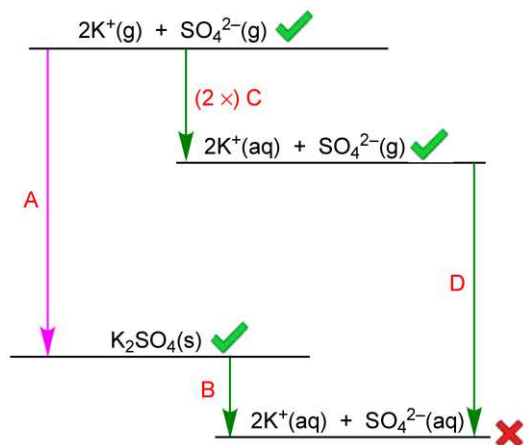 2K⁺(g) + SO₄²⁻(g)
(2 ×) C
2K⁺(aq) + SO₄²⁻(g)
A
D
K₂SO₄(s)
B
2K⁺(aq) + SO₄²⁻(aq)